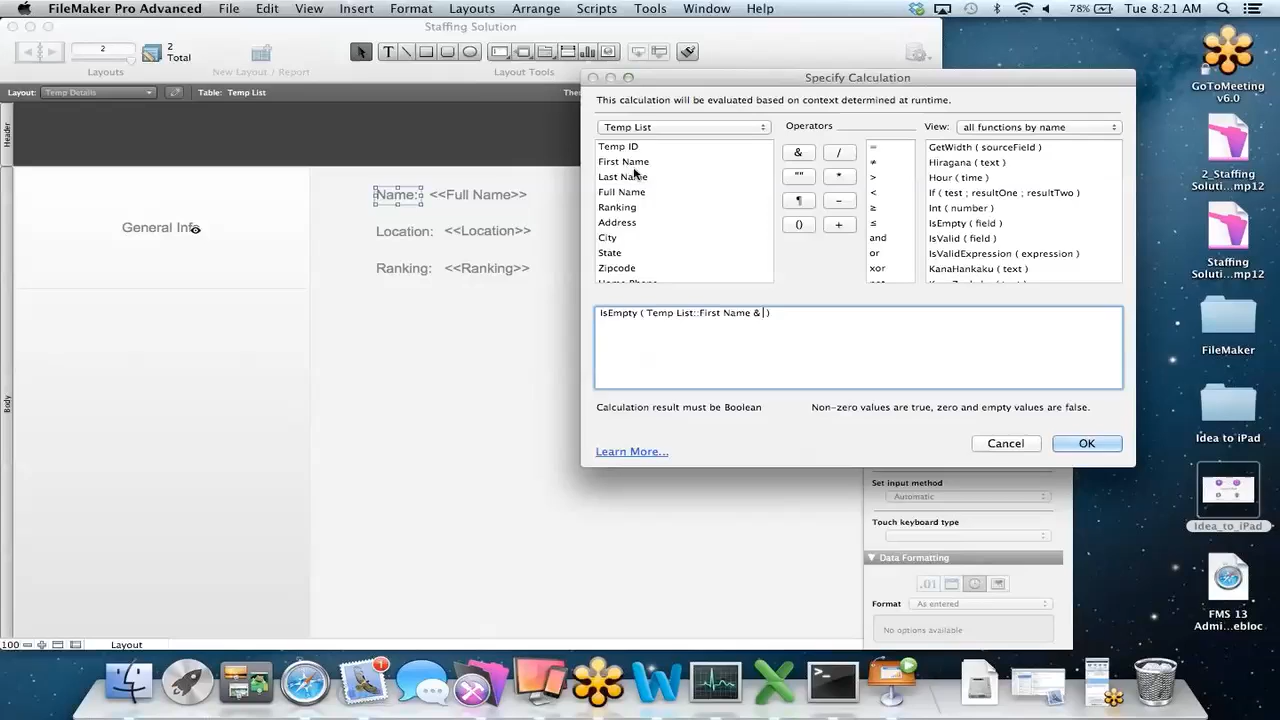 FileMaker Pro Advanced File Edit View Insert Format Layouts Arrange Scripts Tools Window Help 78% Tue 8:21 AM
Staffing Solution
2
2
Total
Layouts
New Layout / Report
Layout Tools
Layout: Temp Details Table: Temp List
Header
Body
Name: <<Full Name>>
General Info
Location: <<Location>>
Ranking: <<Ranking>>
100
Layout
Specify Calculation
This calculation will be evaluated based on context determined at runtime.
Temp List
Operators
View: all functions by name
Temp ID
First Name
Last Name
Full Name
Ranking
Address
City
State
Zipcode
& /
"" *
¶ -
() +
=
≠
>
<
≤
≥
and
or
xor
GetWidth ( sourceField )
Hiragana ( text )
Hour ( time )
If ( test ; resultOne ; resultTwo )
Int ( number )
IsEmpty ( field )
IsValid ( field )
IsValidExpression ( expression )
KanaHankaku ( text )
IsEmpty ( Temp List::First Name & )
Calculation result must be Boolean
Non-zero values are true, zero and empty values are false.
Learn More...
Cancel
OK
Set input method
Automatic
Touch keyboard type
Data Formatting
.01
Format As entered
No options available
GoToMeeting
v6.0
2_Staffing
Soluti...mp12
Staffing
Soluti...mp12
FileMaker
Idea to iPad
Idea_to_iPad
FMS 13
Admi...ebloc
1